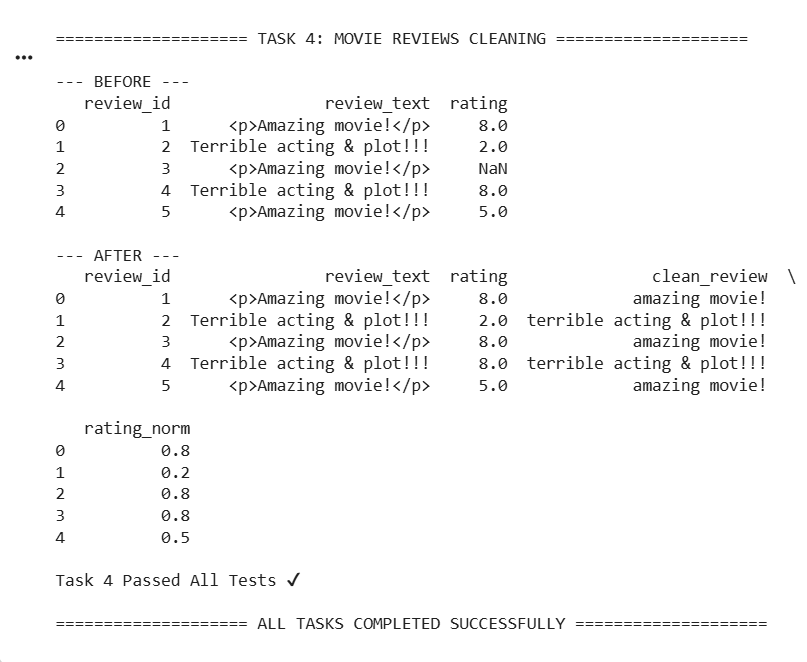 ==================== TASK 4: MOVIE REVIEWS CLEANING ====================
•••
--- BEFORE ---
   review_id                review_text  rating
0          1      <p>Amazing movie!</p>     8.0
1          2  Terrible acting & plot!!!     2.0
2          3      <p>Amazing movie!</p>     NaN
3          4  Terrible acting & plot!!!     8.0
4          5      <p>Amazing movie!</p>     5.0
--- AFTER ---
   review_id                review_text  rating               clean_review  \
0          1      <p>Amazing movie!</p>     8.0             amazing movie!
1          2  Terrible acting & plot!!!     2.0  terrible acting & plot!!!
2          3      <p>Amazing movie!</p>     8.0             amazing movie!
3          4  Terrible acting & plot!!!     8.0  terrible acting & plot!!!
4          5      <p>Amazing movie!</p>     5.0             amazing movie!
   rating_norm
0          0.8
1          0.2
2          0.8
3          0.8
4          0.5
Task 4 Passed All Tests ✔
==================== ALL TASKS COMPLETED SUCCESSFULLY ====================